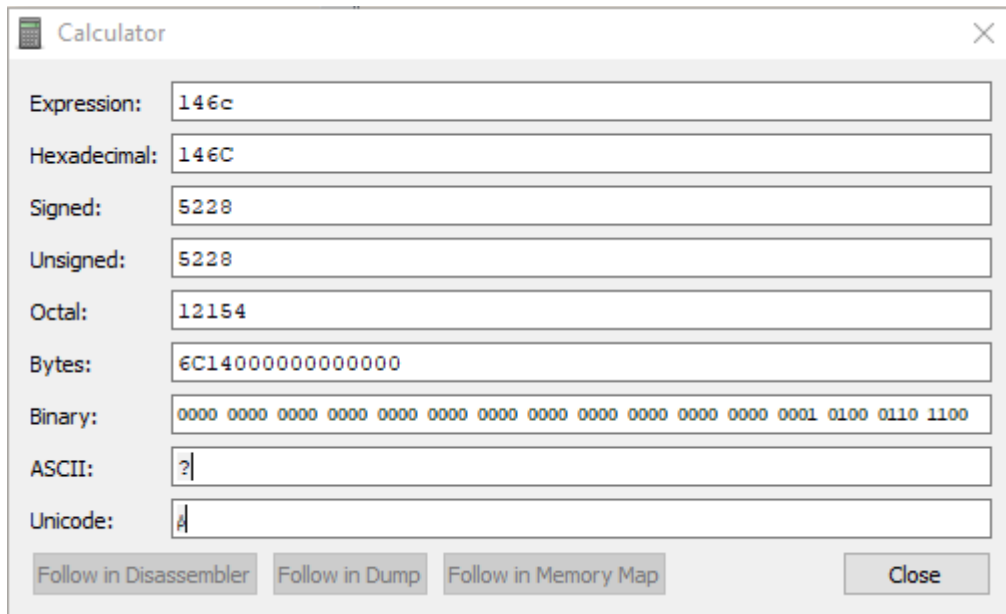 Calculator
Expression: 146c
Hexadecimal: 146C
Signed: 5228
Unsigned: 5228
Octal: 12154
Bytes: 6C14000000000000
Binary: 0000 0000 0000 0000 0000 0000 0000 0000 0000 0000 0000 0000 0001 0100 0110 1100
ASCII: ?
Unicode:
Follow in Disassembler Follow in Dump Follow in Memory Map Close